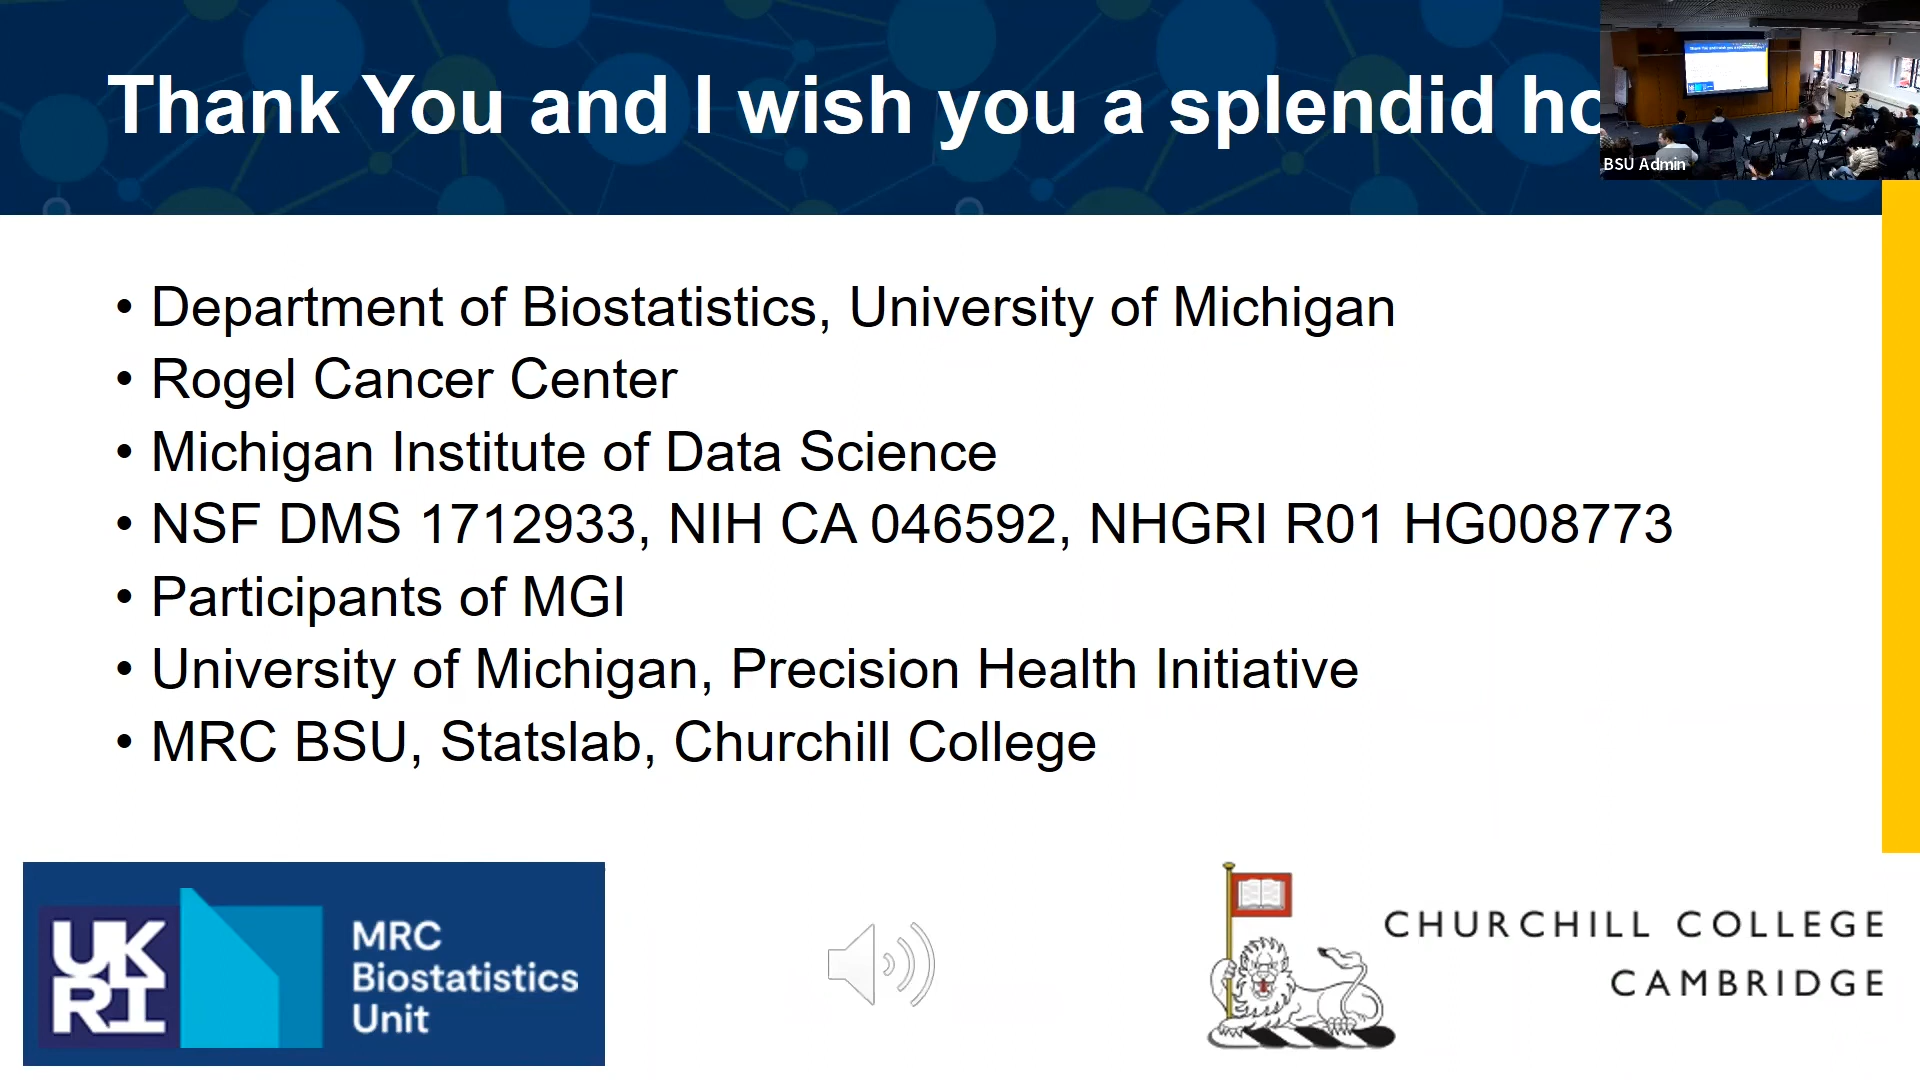 Thank You and I wish you a splendid ho
BSU Admin
• Department of Biostatistics, University of Michigan
• Rogel Cancer Center
• Michigan Institute of Data Science
• NSF DMS 1712933, NIH CA 046592, NHGRI R01 HG008773
• Participants of MGI
• University of Michigan, Precision Health Initiative
• MRC BSU, Statslab, Churchill College
UK
RI
MRC
Biostatistics
Unit
CHURCHILL COLLEGE
CAMBRIDGE